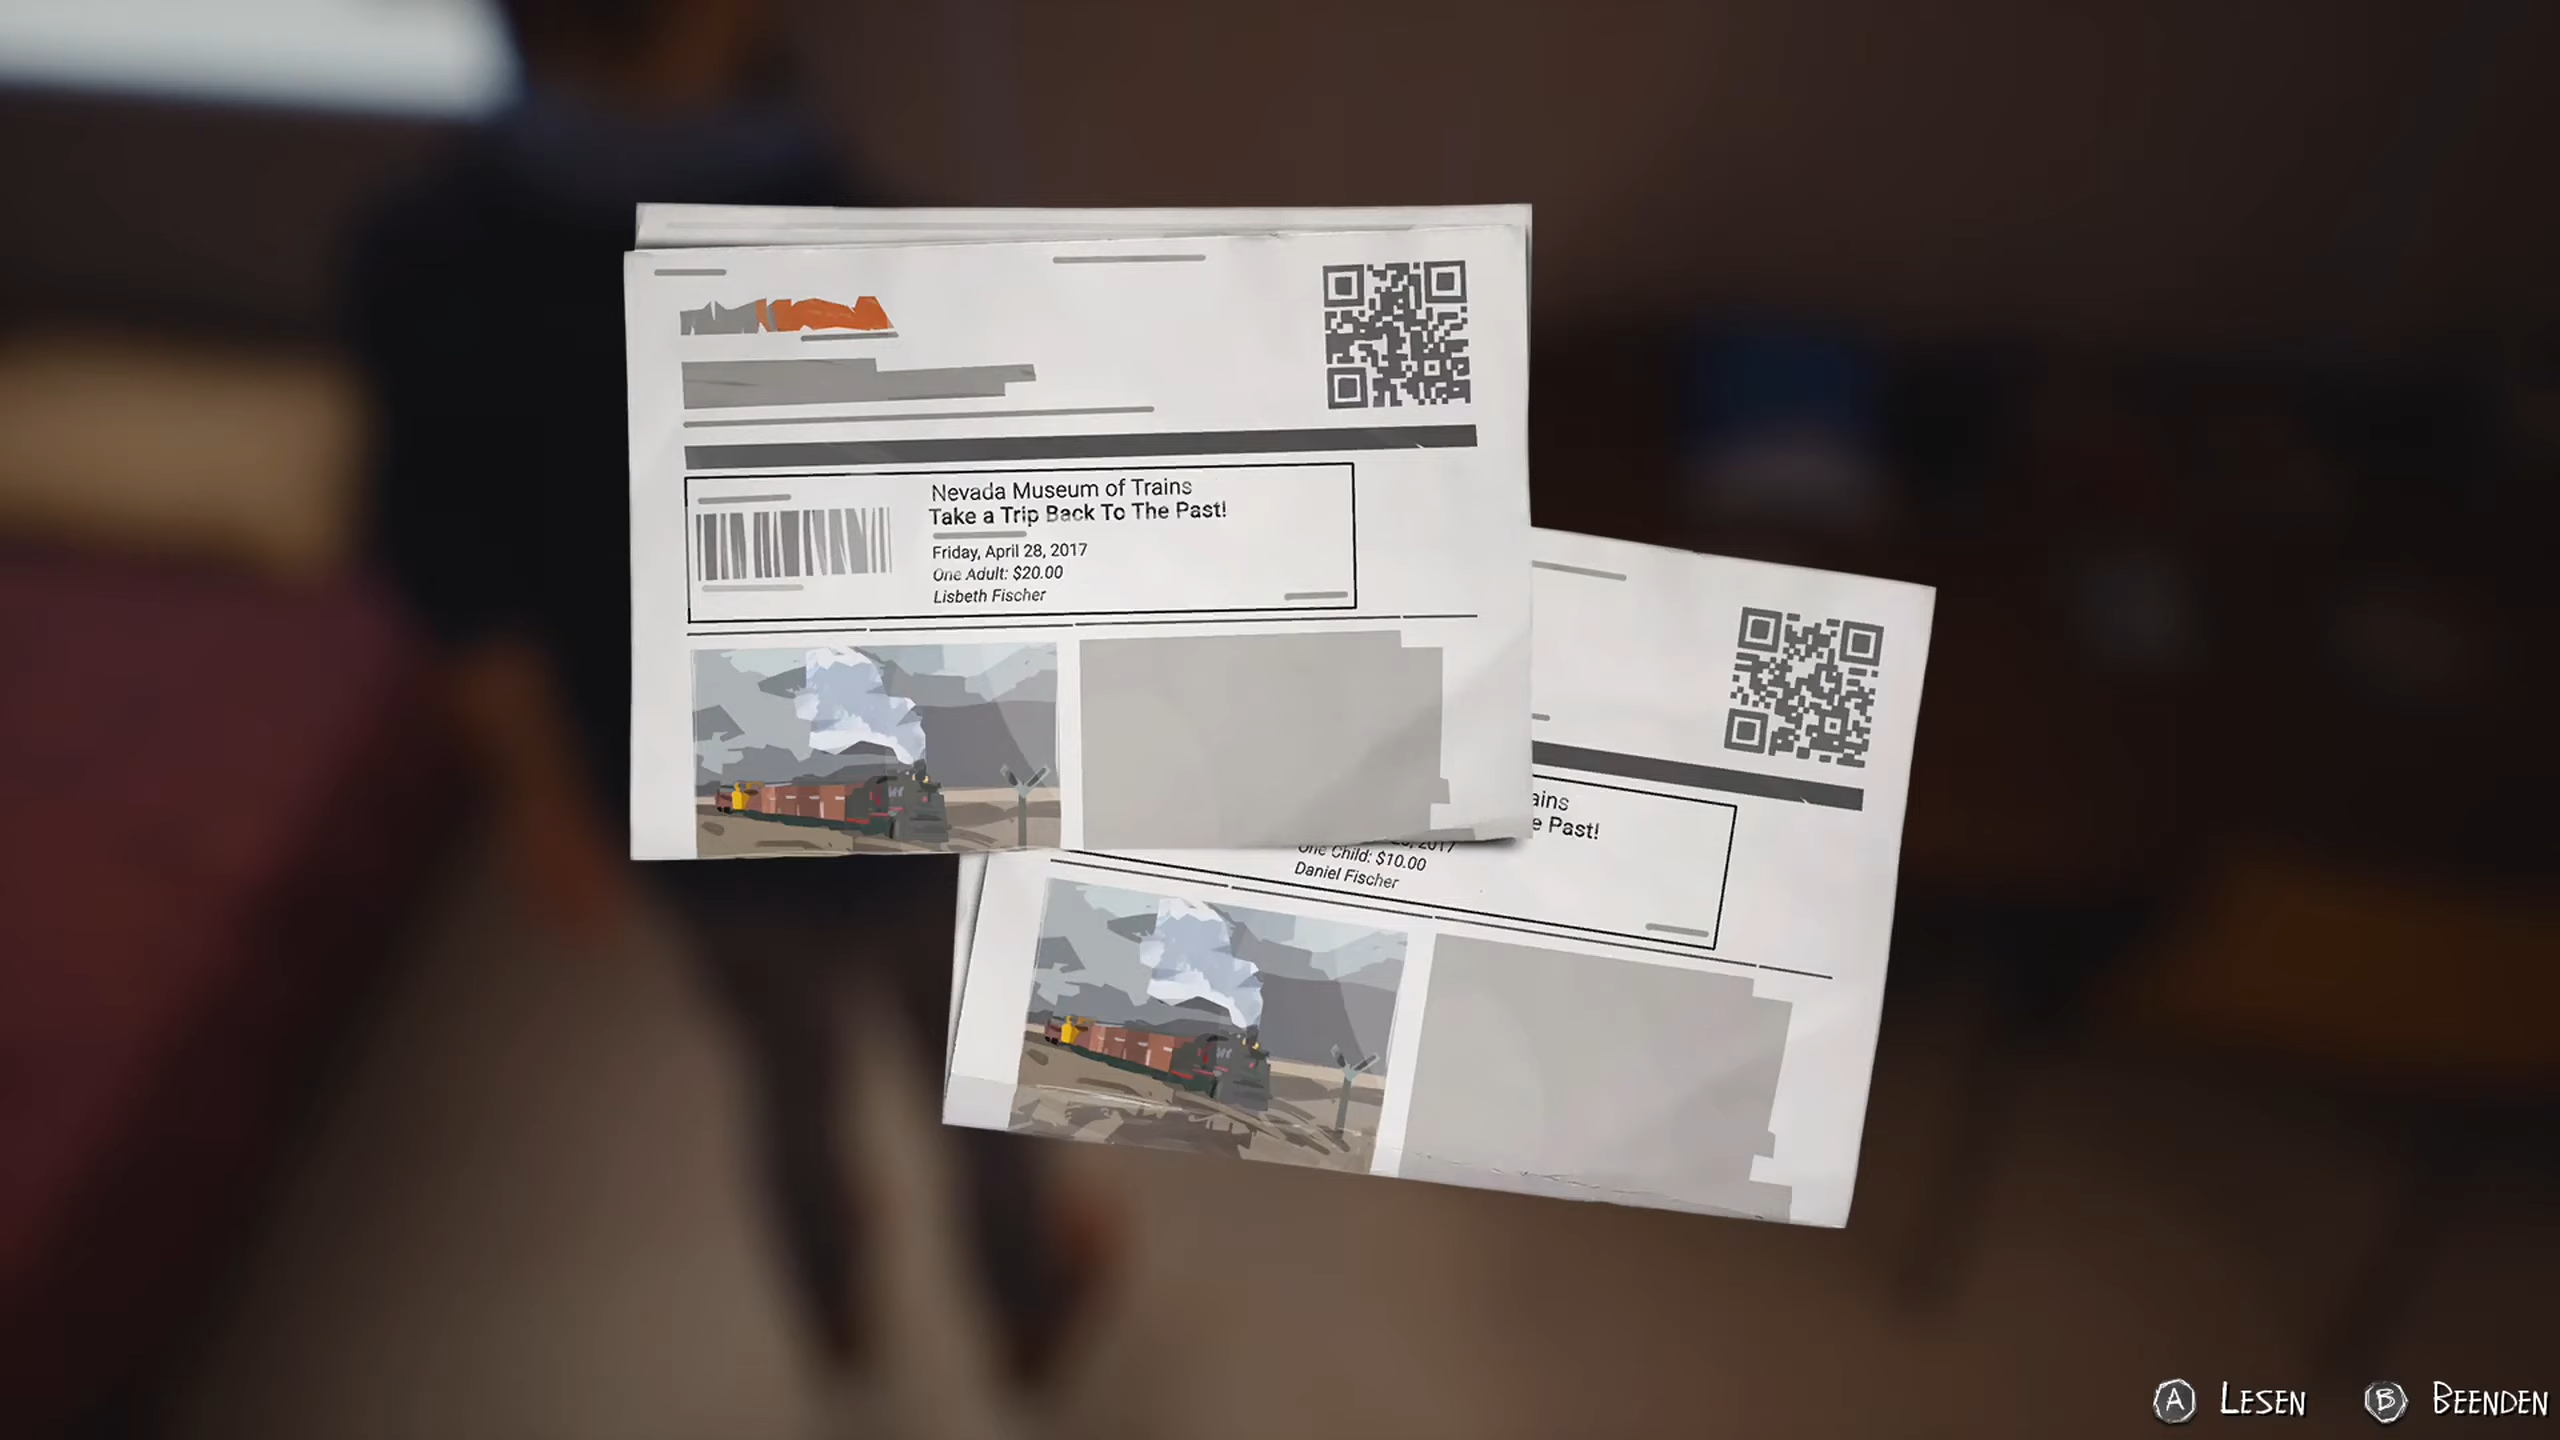 Nevada Museum of Trains
Take a Trip Back To The Past!
Friday, April 28, 2017
One Adult: $20.00
Lisbeth Fischer
ains
e Past!
2017
One Child: $10.00
Daniel Fischer
A LESEN B BEENDEN